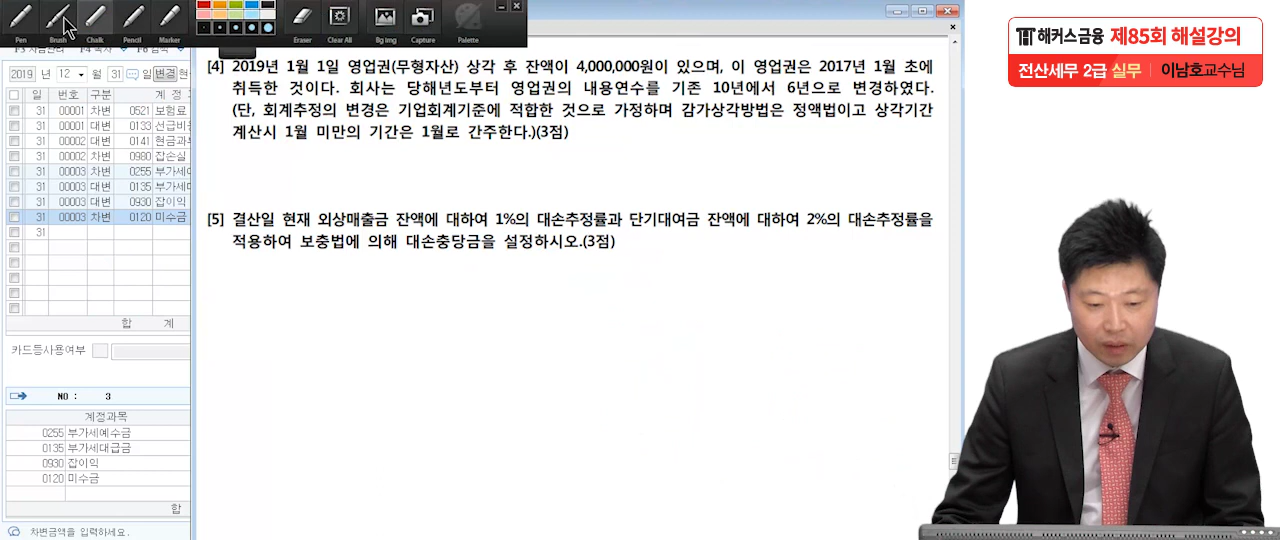 Pen Brush Chalk Pencil Marker Eraser Clear All Bg Img Capture Palette
2019 년 12 월 31 일 변경 현
일 번호 구분 계 정
31 00001 차변 0521 보험료
31 00001 대변 0133 선급비
31 00002 대변 0141 현금과
31 00002 차변 0980 잡손실
31 00003 차변 0255 부가세예
31 00003 대변 0135 부가세대
31 00003 대변 0930 잡이익
31 00003 차변 0120 미수금
31
합 계
카드등사용여부
NO : 3
계정과목
0255 부가세예수금
0135 부가세대급금
0930 잡이익
0120 미수금
합
차변금액을 입력하세요.
[4] 2019년 1월 1일 영업권(무형자산) 상각 후 잔액이 4,000,000원이 있으며, 이 영업권은 2017년 1월 초에
취득한 것이다. 회사는 당해년도부터 영업권의 내용연수를 기존 10년에서 6년으로 변경하였다.
(단, 회계추정의 변경은 기업회계기준에 적합한 것으로 가정하며 감가상각방법은 정액법이고 상각기간
계산시 1월 미만의 기간은 1월로 간주한다.)(3점)
[5] 결산일 현재 외상매출금 잔액에 대하여 1%의 대손추정률과 단기대여금 잔액에 대하여 2%의 대손추정률을
적용하여 보충법에 의해 대손충당금을 설정하시오.(3점)
해커스금융 제85회 해설강의
전산세무 2급 실무 | 이남호교수님